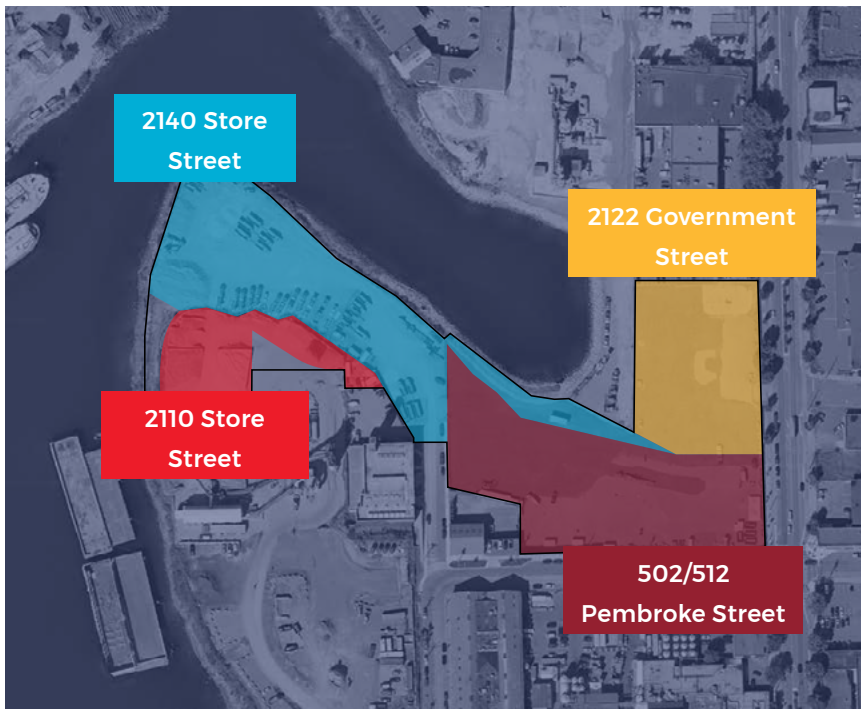 2140 Store
Street
2122 Government
Street
2110 Store
Street
502/512
Pembroke Street